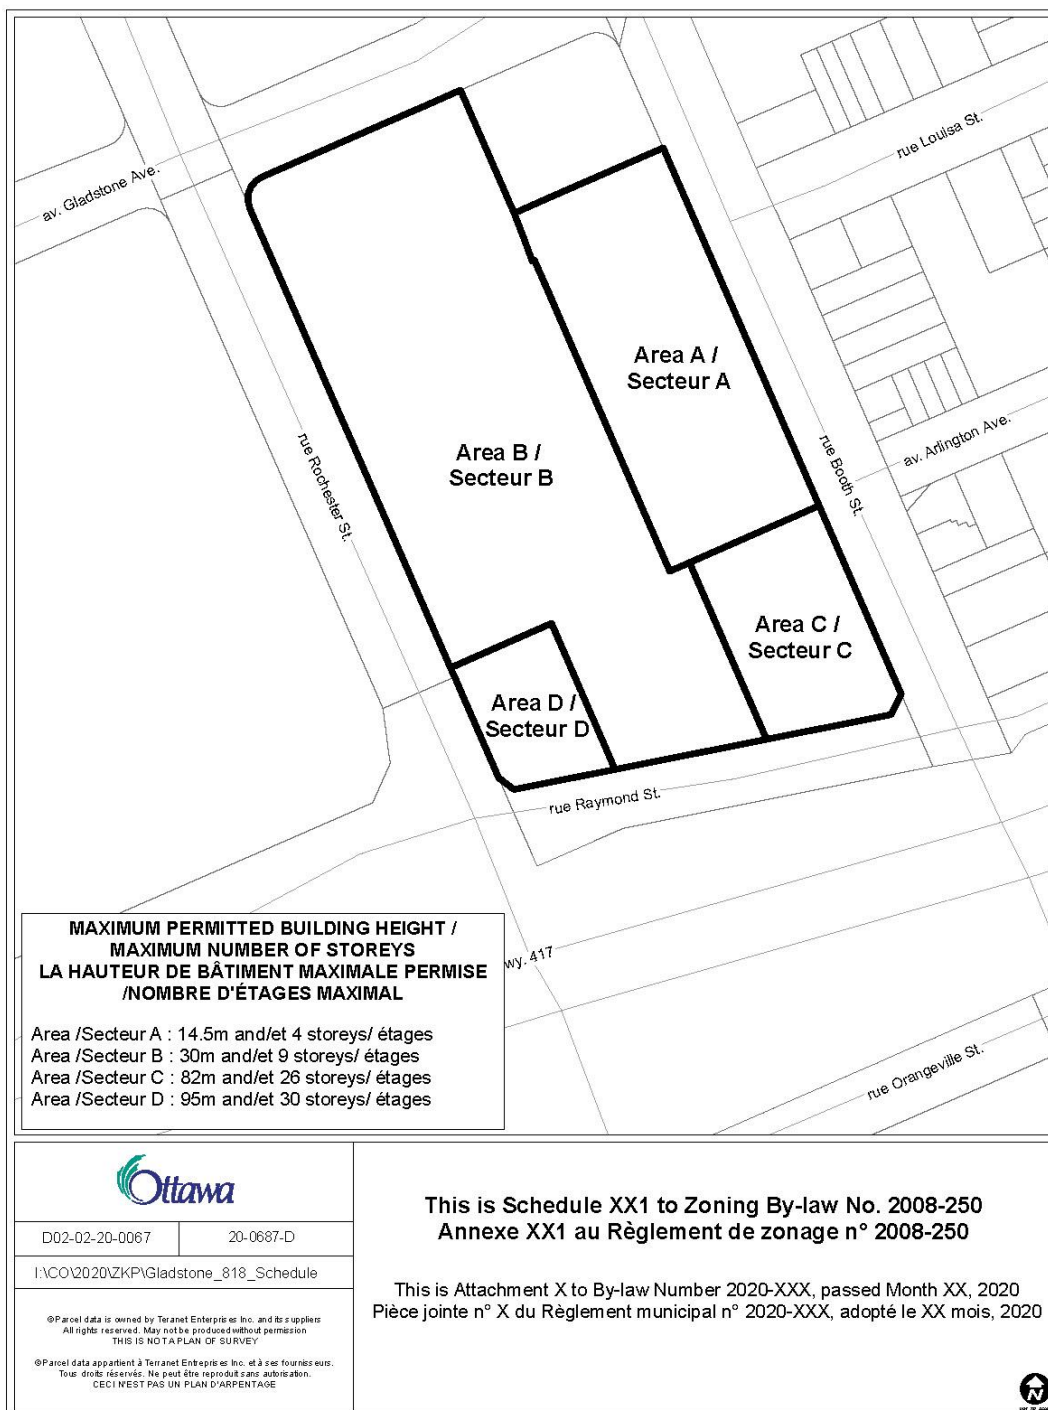 rue Louisa St.
av. Gladstone Ave.
Area A /
Secteur A
Area B /
Secteur B
rue Rochester St.
rue Booth St.
av. Arlington Ave.
Area C /
Secteur C
Area D /
Secteur D
rue Raymond St.
wy. 417
rue Orangeville St.
MAXIMUM PERMITTED BUILDING HEIGHT /
MAXIMUM NUMBER OF STOREYS
LA HAUTEUR DE BÂTIMENT MAXIMALE PERMISE
/NOMBRE D'ÉTAGES MAXIMAL
Area /Secteur A : 14.5m and/et 4 storeys/ étages
Area /Secteur B : 30m and/et 9 storeys/ étages
Area /Secteur C : 82m and/et 26 storeys/ étages
Area /Secteur D : 95m and/et 30 storeys/ étages
Ottawa
D02-02-20-0067
20-0687-D
I:\CO\2020\ZKP\Gladstone_818_Schedule
©Parcel data is owned by Teranet Enterprises Inc. and its suppliers
All rights reserved. May not be produced without permission
THIS IS NOT A PLAN OF SURVEY
©Parcel data appartient à Terranet Entreprises Inc. et à ses fournisseurs.
Tous droits réservés. Ne peut être reproduit sans autorisation.
CECI N'EST PAS UN PLAN D'ARPENTAGE
This is Schedule XX1 to Zoning By-law No. 2008-250
Annexe XX1 au Règlement de zonage n° 2008-250
This is Attachment X to By-law Number 2020-XXX, passed Month XX, 2020
Pièce jointe n° X du Règlement municipal n° 2020-XXX, adopté le XX mois, 2020
N